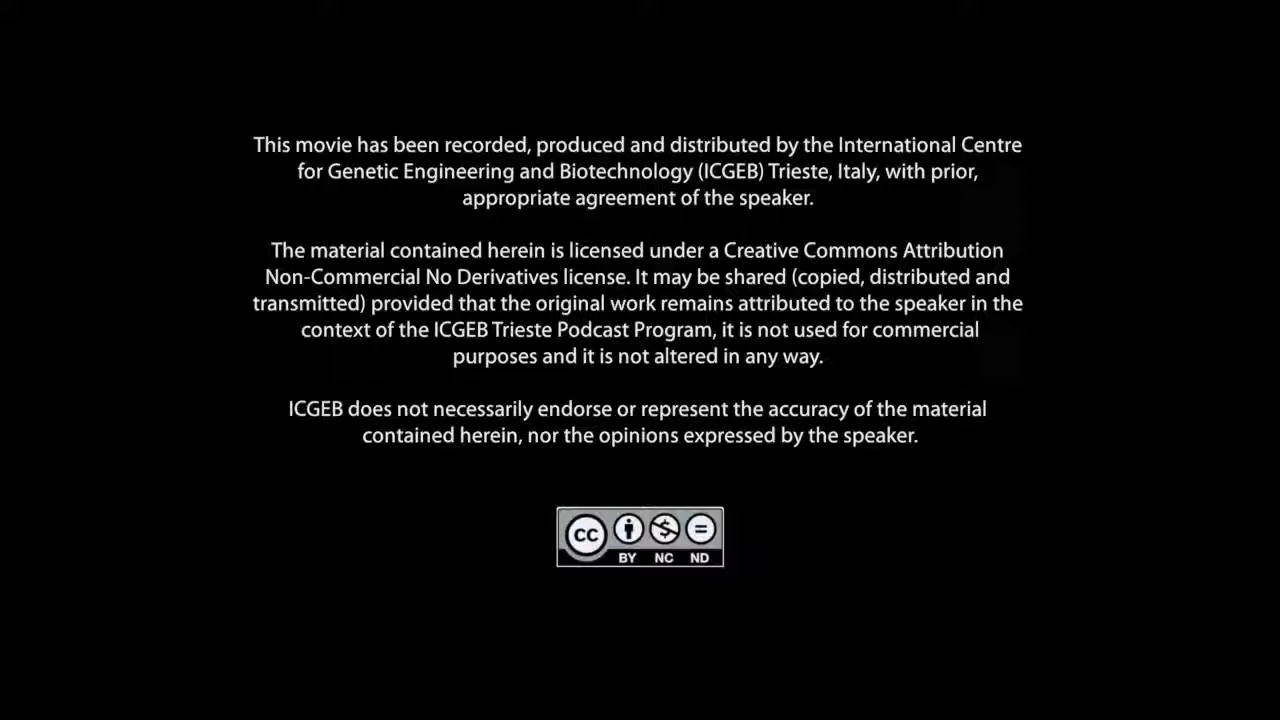 This movie has been recorded, produced and distributed by the International Centre
for Genetic Engineering and Biotechnology (ICGEB) Trieste, Italy, with prior,
appropriate agreement of the speaker.
The material contained herein is licensed under a Creative Commons Attribution
Non-Commercial No Derivatives license. It may be shared (copied, distributed and
transmitted) provided that the original work remains attributed to the speaker in the
context of the ICGEB Trieste Podcast Program, it is not used for commercial
purposes and it is not altered in any way.
ICGEB does not necessarily endorse or represent the accuracy of the material
contained herein, nor the opinions expressed by the speaker.
CC $ =
BY NC ND